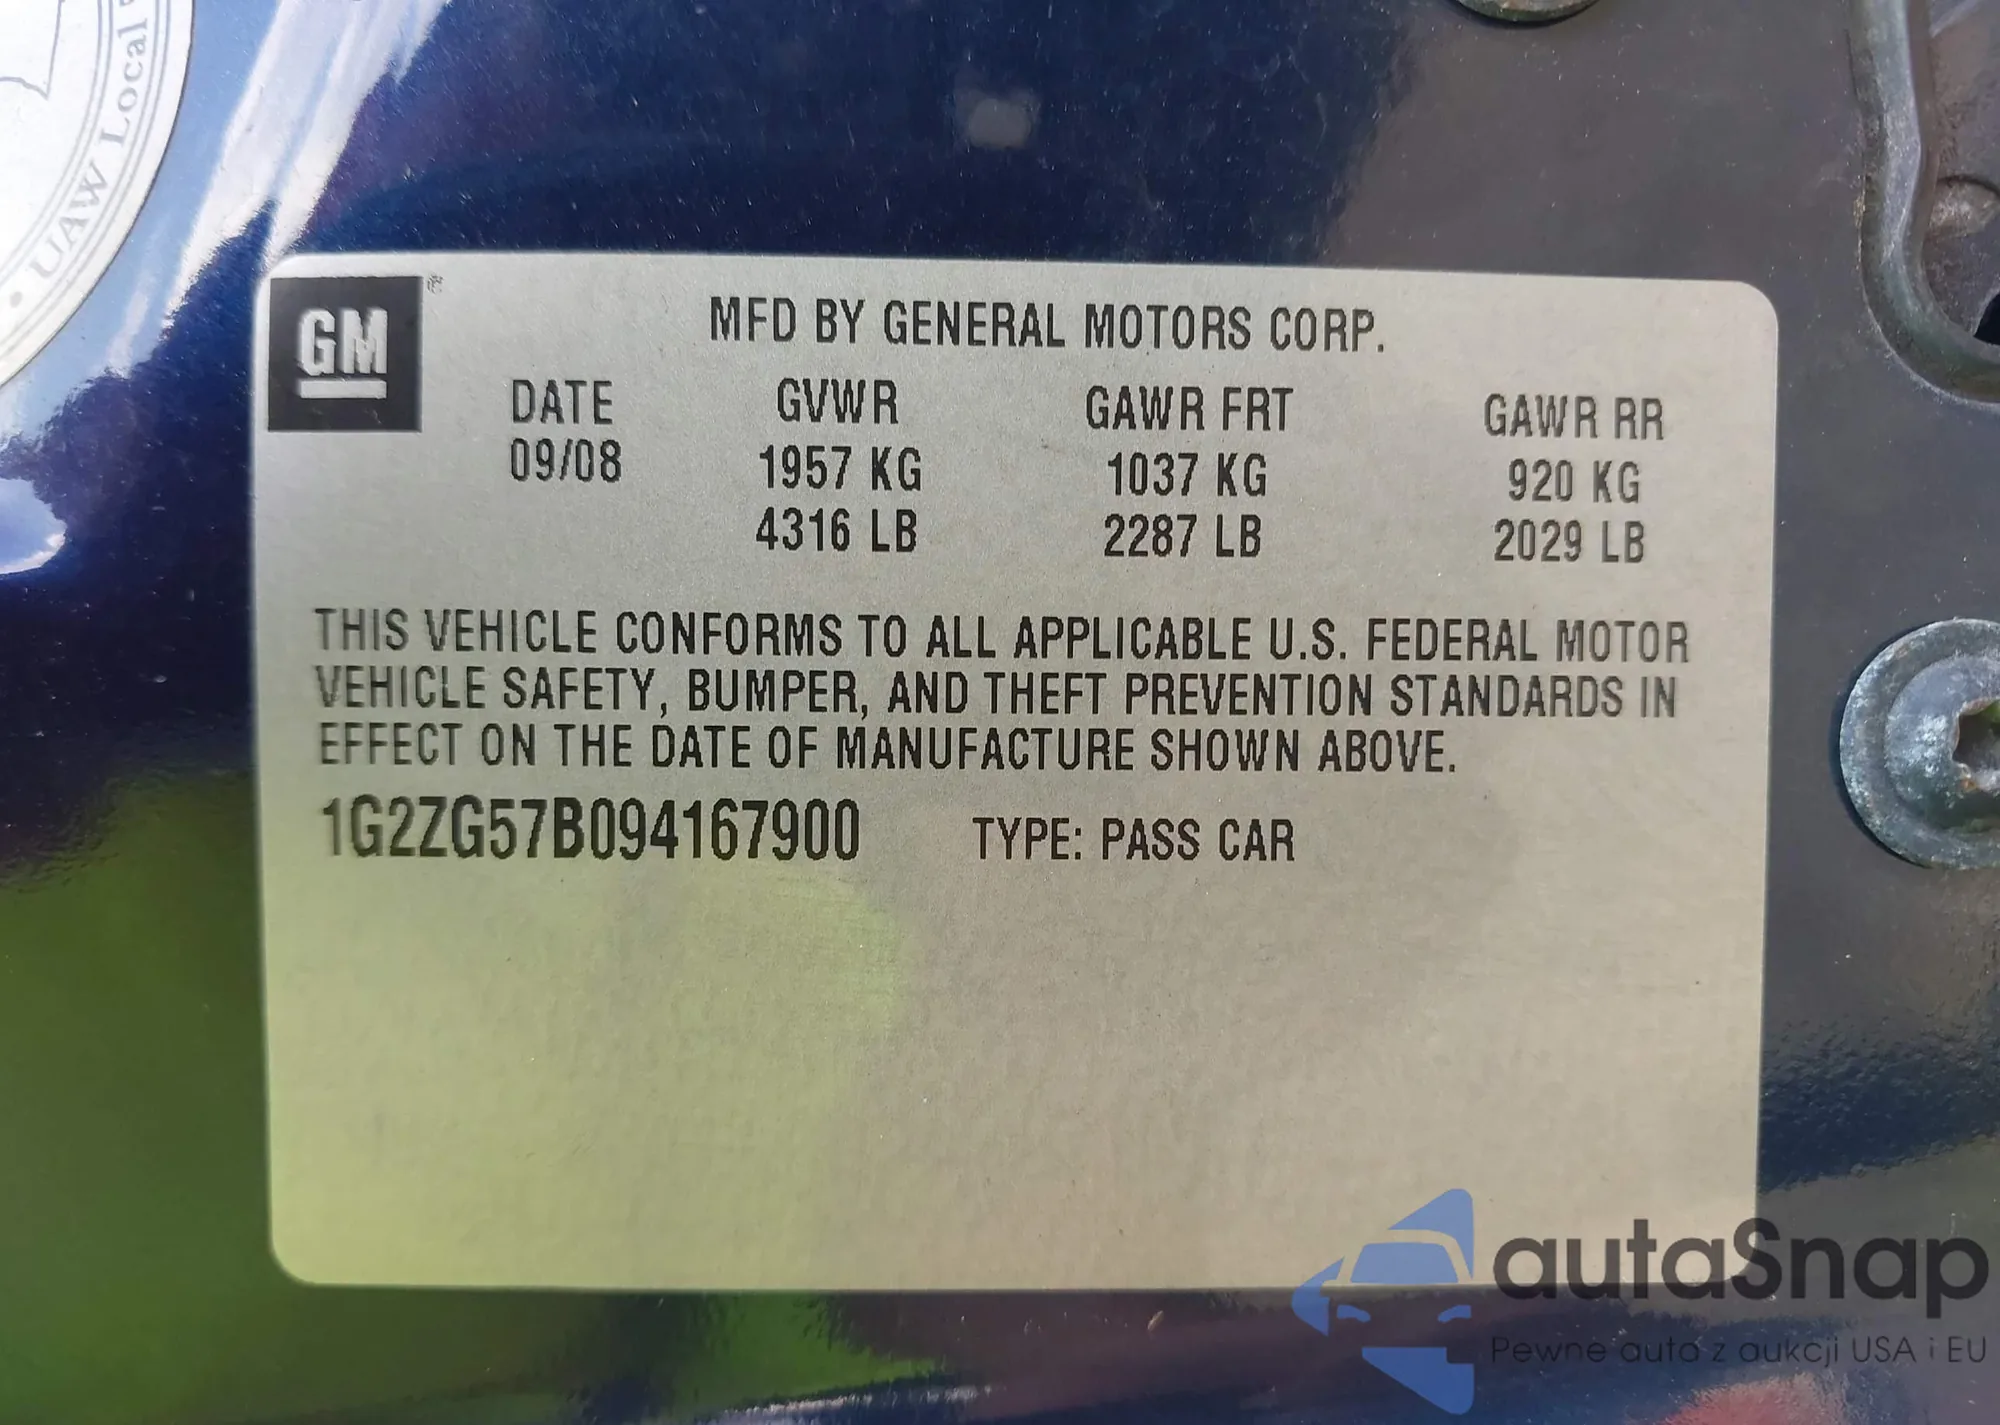 • UAW Local
GM ®
MFD BY GENERAL MOTORS CORP.
DATE GVWR GAWR FRT GAWR RR
09/08 1957 KG 1037 KG 920 KG
4316 LB 2287 LB 2029 LB
THIS VEHICLE CONFORMS TO ALL APPLICABLE U.S. FEDERAL MOTOR
VEHICLE SAFETY, BUMPER, AND THEFT PREVENTION STANDARDS IN
EFFECT ON THE DATE OF MANUFACTURE SHOWN ABOVE.
1G2ZG57B094167900 TYPE: PASS CAR
autaSnap
Pewne auto z aukcji USA i EU